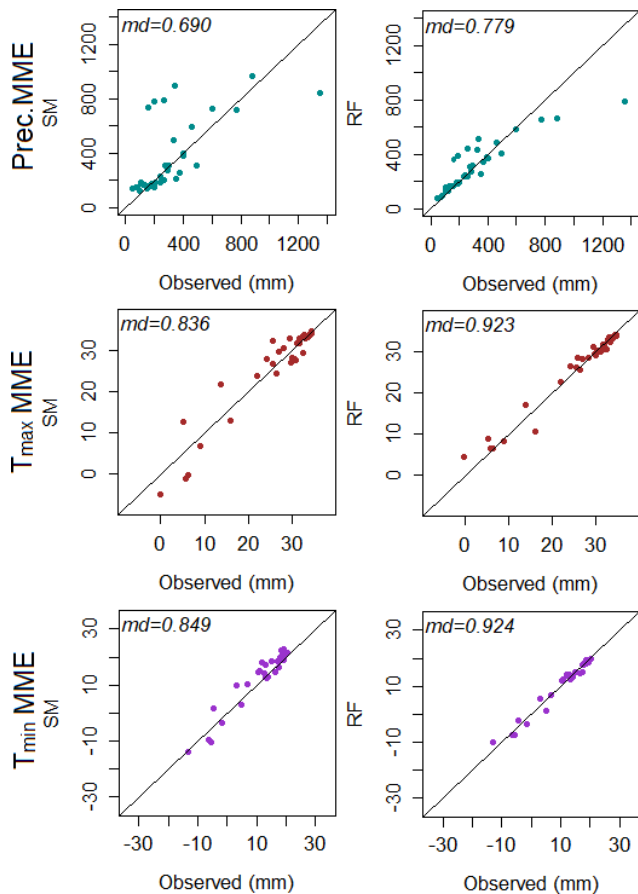 Prec.MME
SM
md=0.690
0 400 800 1200
0 400 800 1200
Observed (mm)
RF
md=0.779
0 400 800 1200
0 400 800 1200
Observed (mm)
Tmax MME
SM
md=0.836
0 10 20 30
0 10 20 30
Observed (mm)
RF
md=0.923
0 10 20 30
0 10 20 30
Observed (mm)
Tmin MME
SM
md=0.849
-30 -10 10 30
-30 -10 10 30
Observed (mm)
RF
md=0.924
-30 -10 10 30
-30 -10 10 30
Observed (mm)